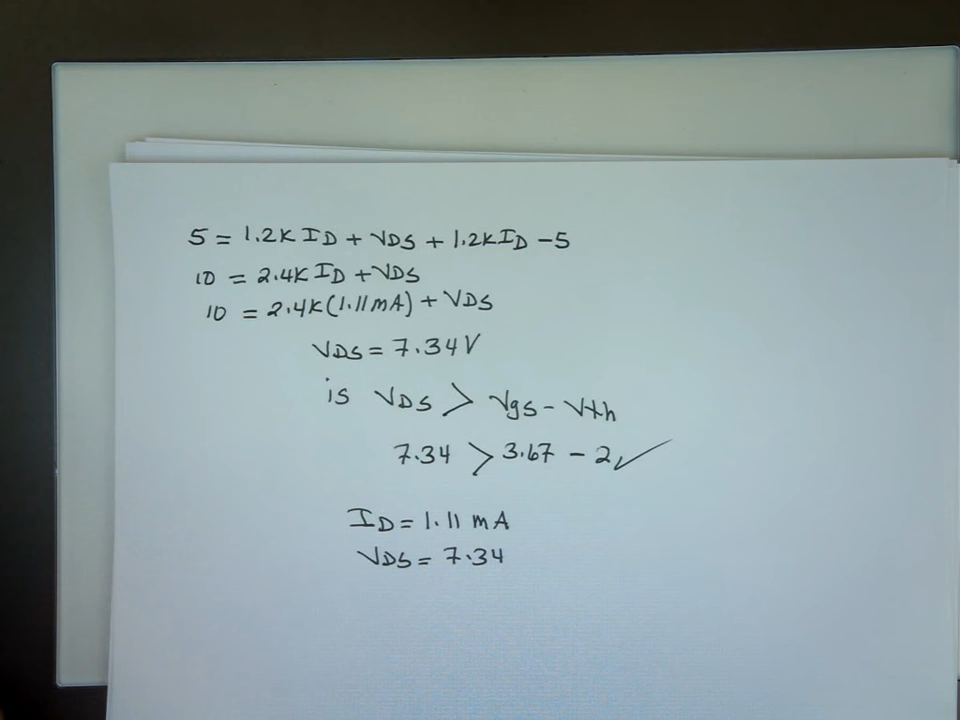 5 = 1.2K ID + VDS + 1.2K ID - 5
10 = 2.4K ID + VDS
10 = 2.4K (1.11 mA) + VDS
VDS = 7.34V
is VDS > Vgs - Vth
7.34 > 3.67 - 2 ✓
ID = 1.11 mA
VDS = 7.34